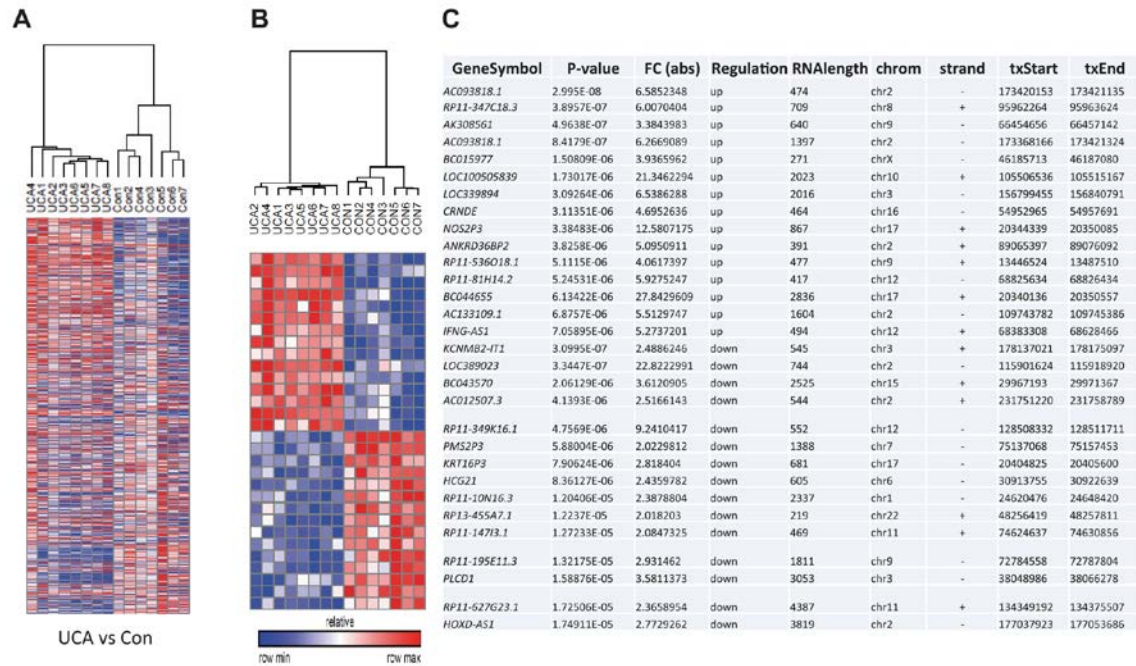 A
B
C
UCA4 UCA1 UCA2 UCA3 UCA6 UCA5 UCA7 UCA8 Con1 Con2 Con4 Con3 Con5 Con6 Con7
UCA2 UCA4 UCA1 UCA3 UCA5 UCA6 UCA7 UCA8 CON1 CON2 CON4 CON3 CON5 CON6 CON7
UCA vs Con
relative
row min row max
GeneSymbol P-value FC (abs) Regulation RNAlength chrom strand txStart txEnd
AC093818.1 2.995E-08 6.5852348 up 474 chr2 - 173420153 173421135
RP11-347C18.3 3.8957E-07 6.0070404 up 709 chr8 + 95962264 95963624
AK308561 4.9638E-07 3.3843983 up 640 chr9 - 66454656 66457142
AC093818.1 8.4179E-07 6.2669089 up 1397 chr2 - 173368166 173421324
BC015977 1.50809E-06 3.9365962 up 271 chrX - 46185713 46187080
LOC100505839 1.73017E-06 21.3462294 up 2023 chr10 + 105506536 105515167
LOC339894 3.09264E-06 6.5386288 up 2016 chr3 - 156799455 156840791
CRNDE 3.11351E-06 4.6952636 up 464 chr16 - 54952965 54957691
NOS2P3 3.38483E-06 12.5807175 up 867 chr17 + 20344339 20350085
ANKRD36BP2 3.8258E-06 5.0950911 up 391 chr2 + 89065397 89076092
RP11-536O18.1 5.1115E-06 4.0617397 up 477 chr9 + 13446524 13487510
RP11-81H14.2 5.24531E-06 5.9275247 up 417 chr12 - 68825634 68826434
BC044655 6.13422E-06 27.8429609 up 2836 chr17 + 20340136 20350557
AC133109.1 6.8757E-06 5.5129747 up 1604 chr2 - 109743782 109745386
IFNG-AS1 7.05895E-06 5.2737201 up 494 chr12 + 68383308 68628466
KCNMB2-IT1 3.0995E-07 2.4886246 down 545 chr3 + 178137021 178175097
LOC389023 3.3447E-07 22.8222991 down 744 chr2 - 115901624 115918920
BC043570 2.06129E-06 3.6120905 down 2525 chr15 + 29967193 29971367
AC012507.3 4.1393E-06 2.5166143 down 544 chr2 + 231751220 231758789
RP11-349K16.1 4.7569E-06 9.2410417 down 552 chr12 - 128508332 128511711
PMS2P3 5.88004E-06 2.0229812 down 1388 chr7 - 75137068 75157453
KRT16P3 7.90624E-06 2.818404 down 681 chr17 - 20404825 20405600
HCG21 8.36127E-06 2.4359782 down 605 chr6 - 30913755 30922639
RP11-10N16.3 1.20406E-05 2.3878804 down 2337 chr1 - 24620476 24648420
RP13-455A7.1 1.2237E-05 2.018203 down 219 chr22 + 48256419 48257811
RP11-147I3.1 1.27233E-05 2.0847325 down 469 chr11 + 74624637 74630856
RP11-195E11.3 1.32175E-05 2.931462 down 1811 chr9 - 72784558 72787804
PLCD1 1.58876E-05 3.5811373 down 3053 chr3 - 38048986 38066278
RP11-627G23.1 1.72506E-05 2.3658954 down 4387 chr11 + 134349192 134375507
HOXD-AS1 1.74911E-05 2.7729262 down 3819 chr2 - 177037923 177053686